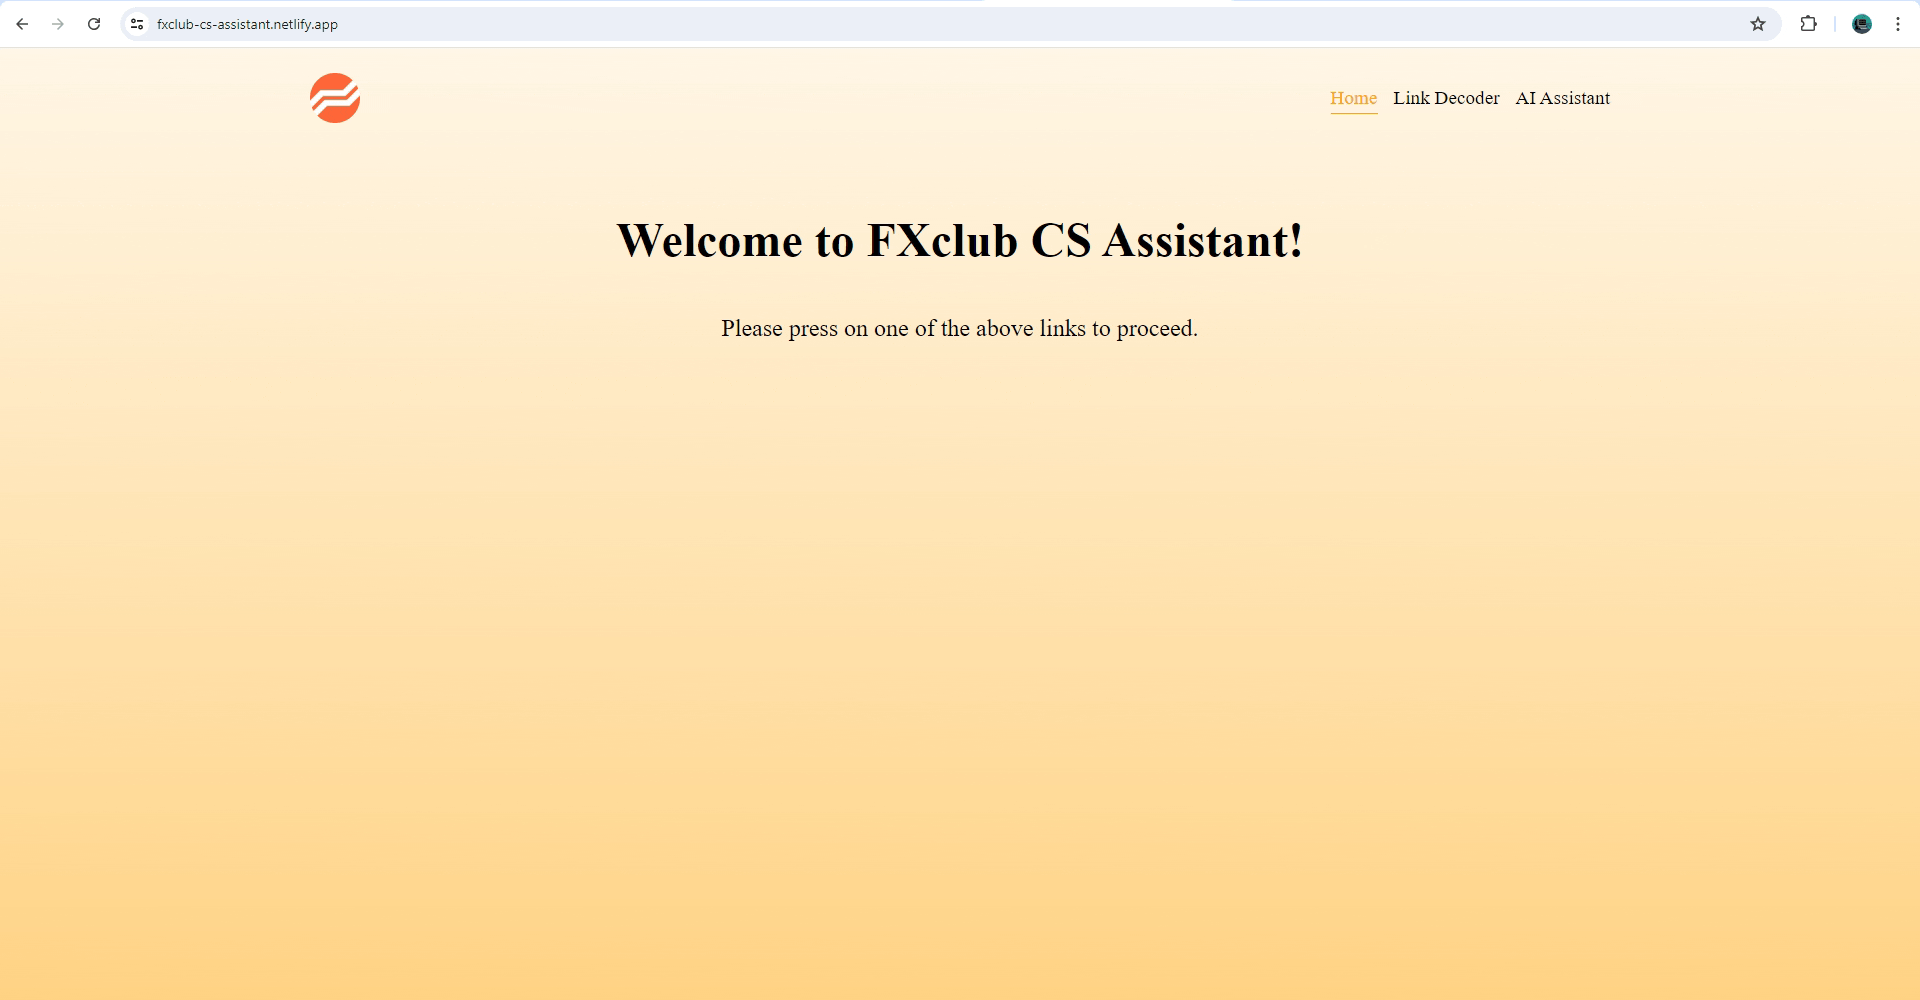 fxclub-cs-assistant.netlify.app
Home Link Decoder AI Assistant
Welcome to FXclub CS Assistant!
Please press on one of the above links to proceed.